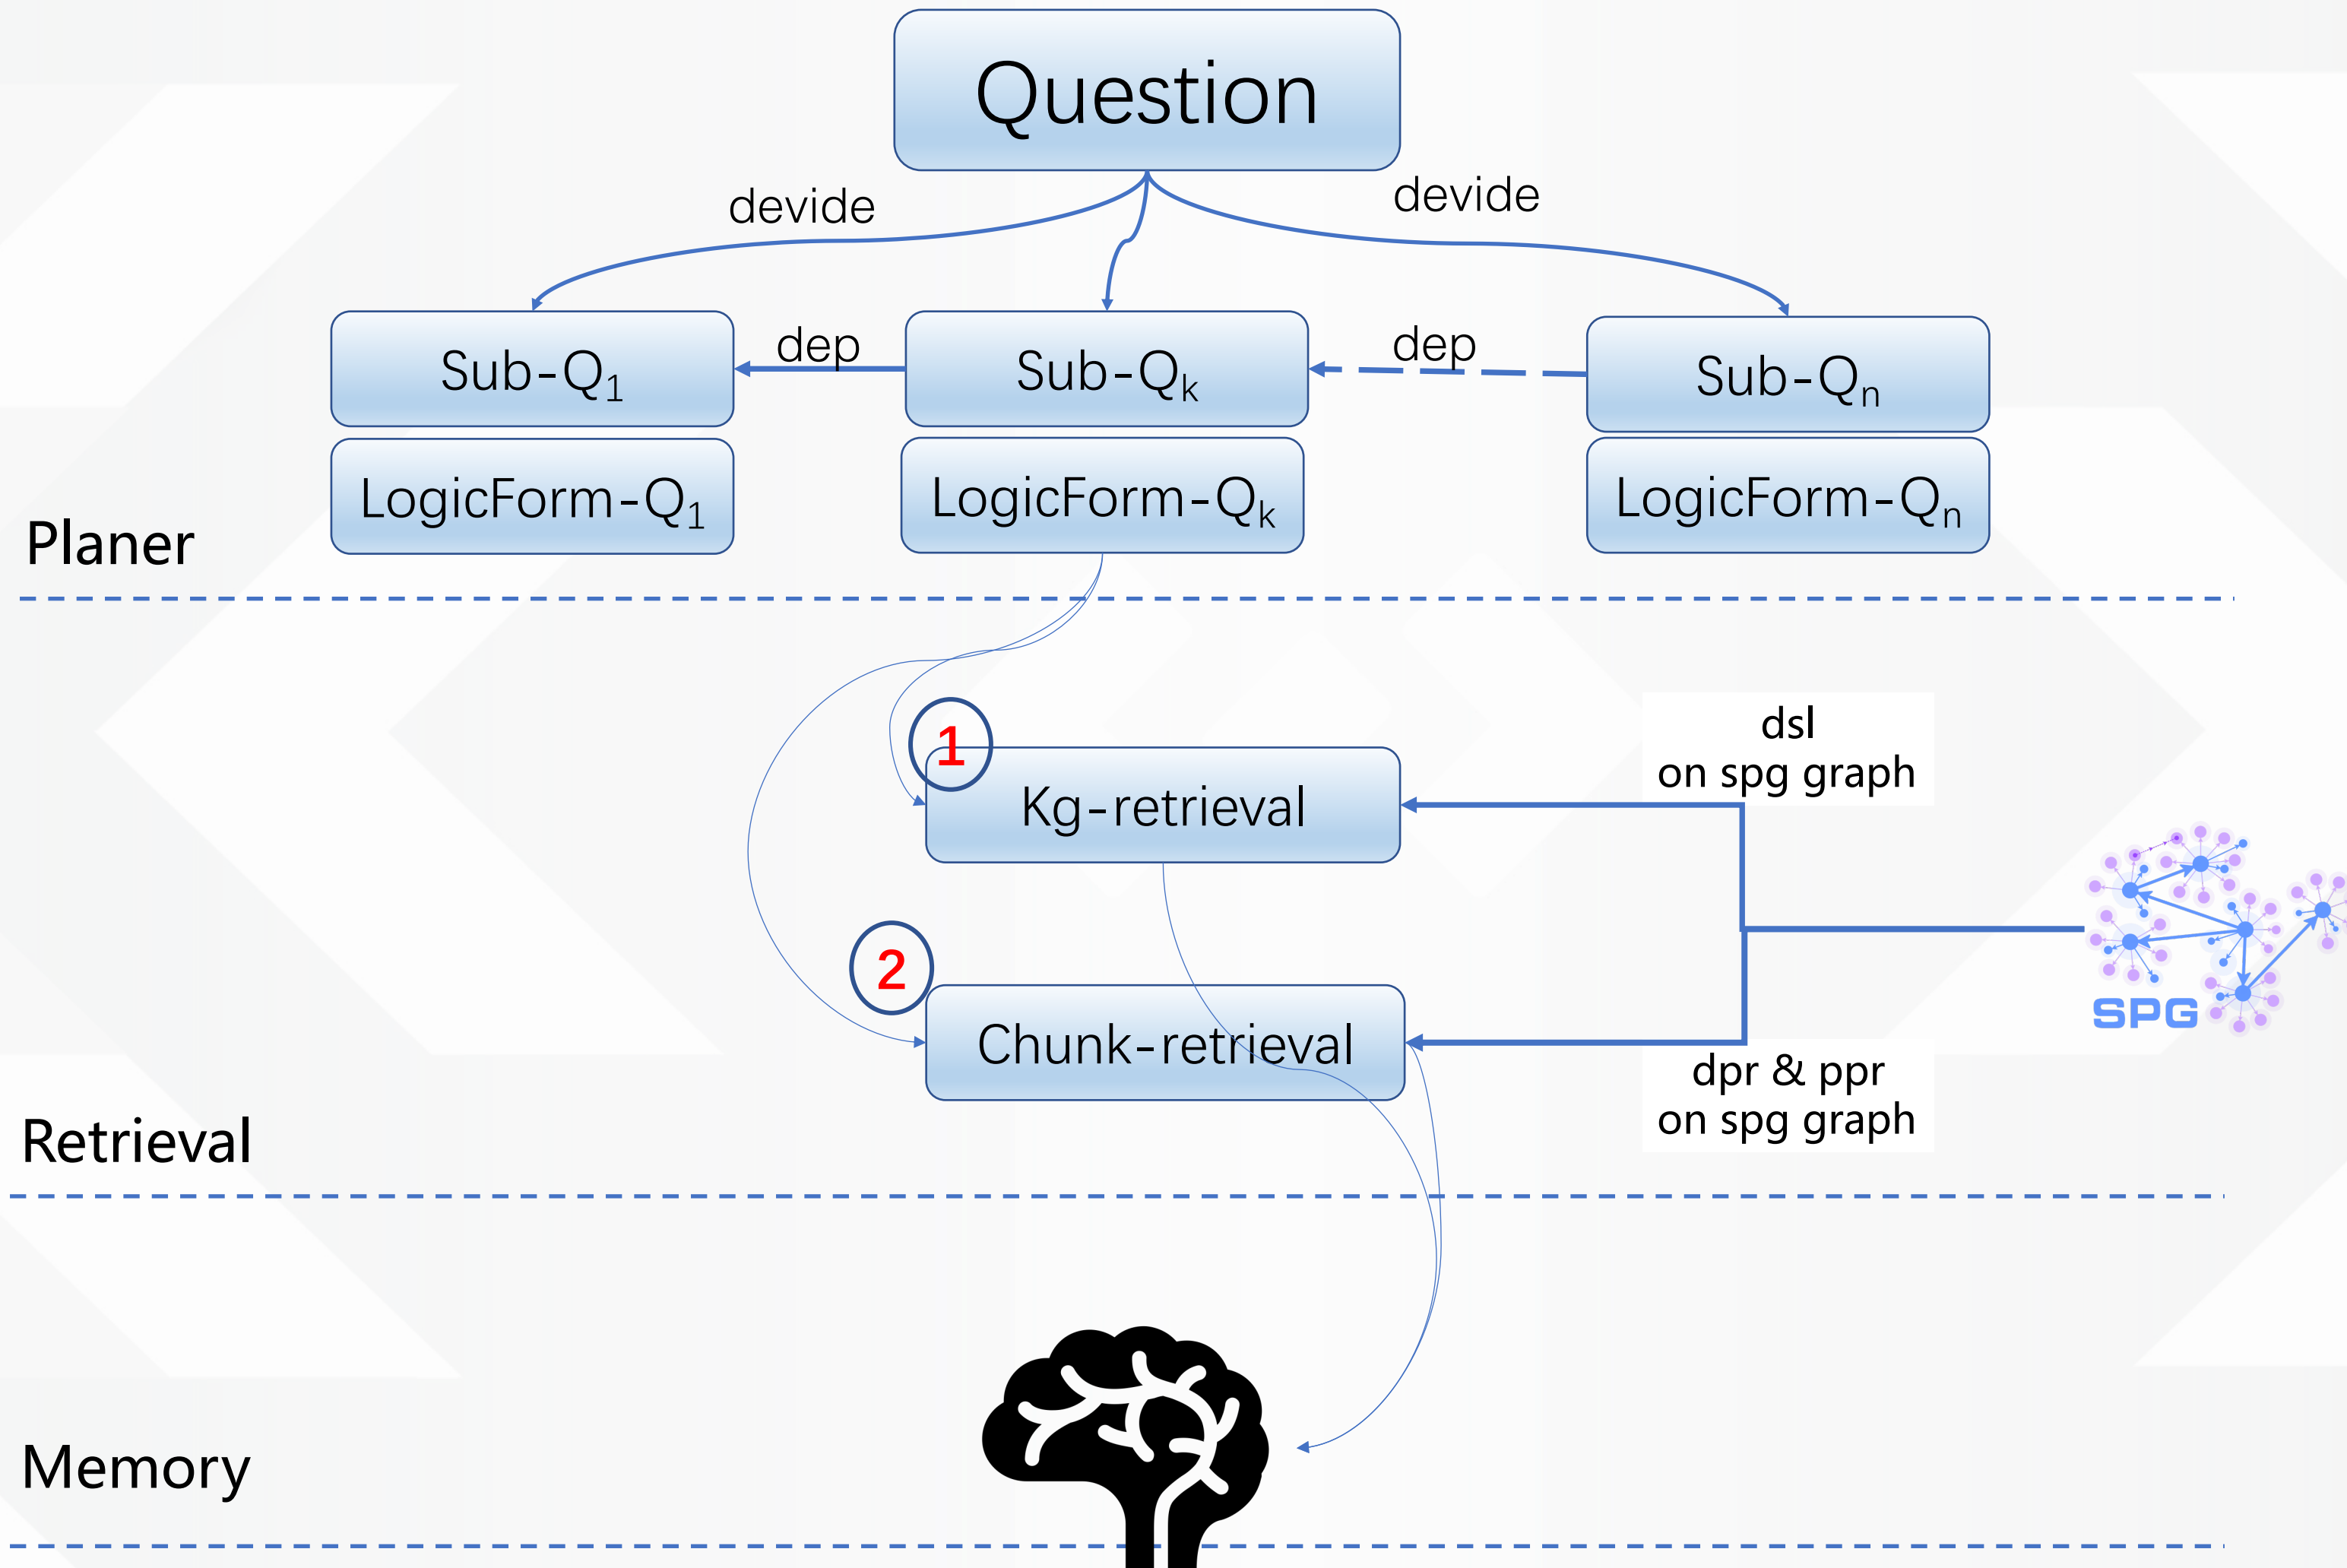 Question
devide
devide
Sub-Q1
dep
Sub-Qk
dep
Sub-Qn
LogicForm-Q1
LogicForm-Qk
LogicForm-Qn
Planer
1
Kg-retrieval
dsl
on spg graph
2
Chunk-retrieval
SPG
dpr & ppr
on spg graph
Retrieval
Memory